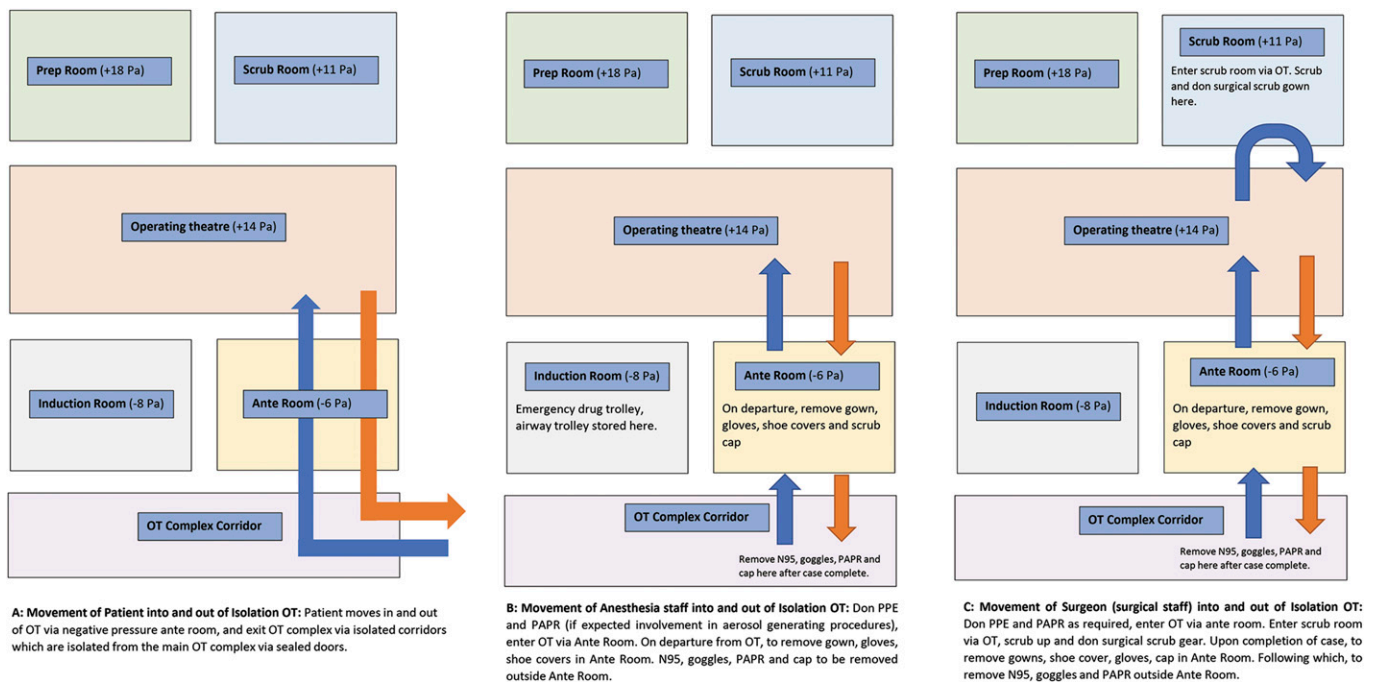 Prep Room (+18 Pa)
Scrub Room (+11 Pa)
Operating theatre (+14 Pa)
Induction Room (-8 Pa)
Ante Room (-6 Pa)
OT Complex Corridor
A: Movement of Patient into and out of Isolation OT: Patient moves in and out
of OT via negative pressure ante room, and exit OT complex via isolated corridors
which are isolated from the main OT complex via sealed doors.
Prep Room (+18 Pa)
Scrub Room (+11 Pa)
Operating theatre (+14 Pa)
Induction Room (-8 Pa)
Emergency drug trolley,
airway trolley stored here.
Ante Room (-6 Pa)
On departure, remove gown,
gloves, shoe covers and scrub
cap
OT Complex Corridor
Remove N95, goggles, PAPR and
cap here after case complete.
B: Movement of Anesthesia staff into and out of Isolation OT: Don PPE
and PAPR (if expected involvement in aerosol generating procedures),
enter OT via Ante Room. On departure from OT, to remove gown, gloves,
shoe covers in Ante Room. N95, goggles, PAPR and cap to be removed
outside Ante Room.
Prep Room (+18 Pa)
Scrub Room (+11 Pa)
Enter scrub room via OT. Scrub
and don surgical scrub gown
here.
Operating theatre (+14 Pa)
Induction Room (-8 Pa)
Ante Room (-6 Pa)
On departure, remove gown,
gloves, shoe covers and scrub
cap
OT Complex Corridor
Remove N95, goggles, PAPR and
cap here after case complete.
C: Movement of Surgeon (surgical staff) into and out of Isolation OT:
Don PPE and PAPR as required, enter OT via ante room. Enter scrub room
via OT, scrub up and don surgical scrub gear. Upon completion of case, to
remove gowns, shoe cover, gloves, cap in Ante Room. Following which, to
remove N95, goggles and PAPR outside Ante Room.